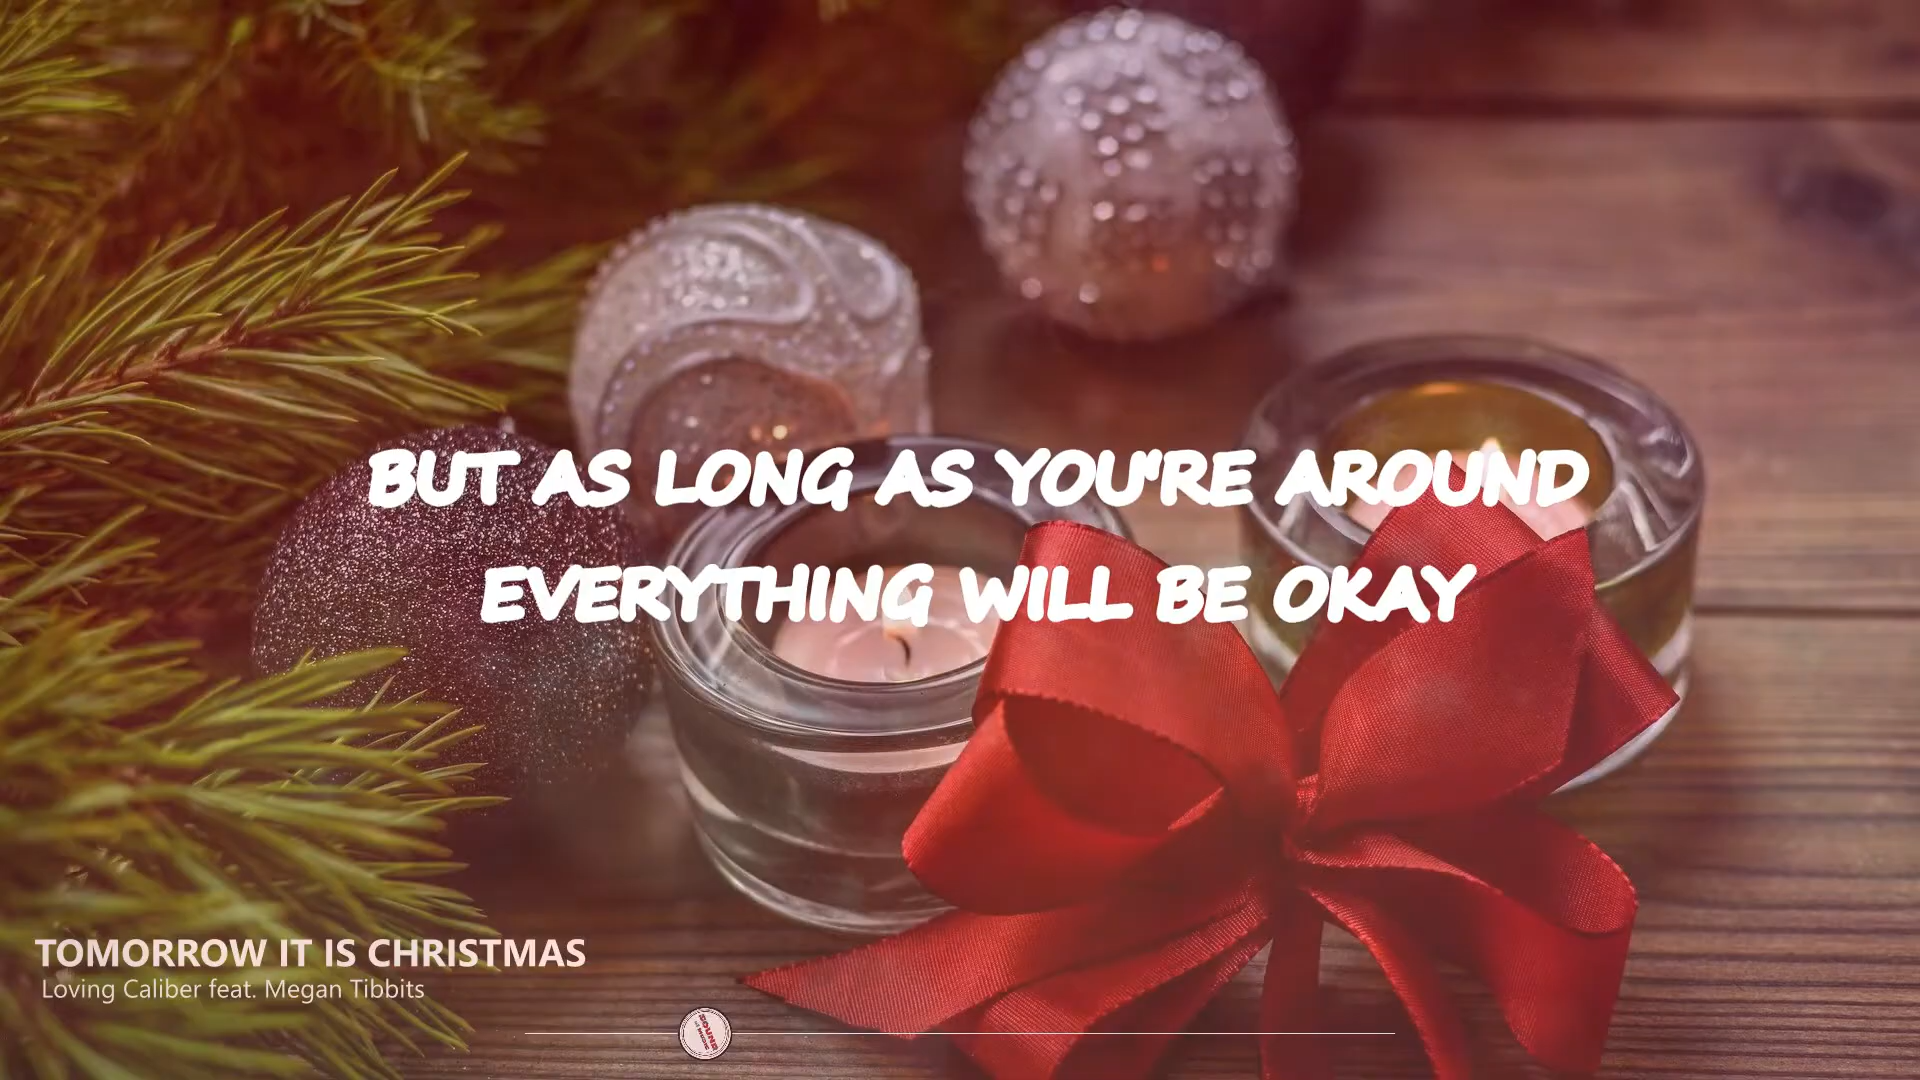 BUT AS LONG AS YOU'RE AROUND
EVERYTHING WILL BE OKAY
TOMORROW IT IS CHRISTMAS
Loving Caliber feat. Megan Tibbits
SOUND